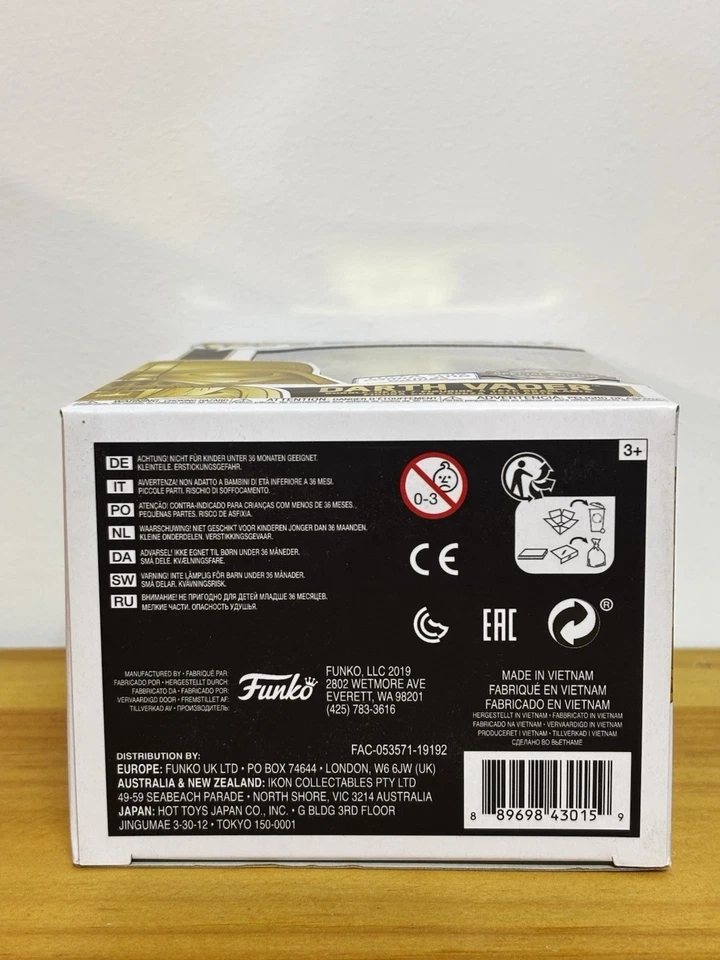 DARTH VADER
3+
DE ACHTUNG! NICHT FÜR KINDER UNTER 36 MONATEN GEEIGNET.
KLEINTEILE. ERSTICKUNGSGEFAHR.
IT AVVERTENZA! NON ADATTO A BAMBINI DI ETÀ INFERIORE A 36 MESI.
PICCOLE PARTI. RISCHIO DI SOFFOCAMENTO.
PO ATENÇÃO! CONTRA-INDICADO PARA CRIANÇAS COM MENOS DE 36 MESES.
PEQUENAS PARTES. RISCO DE ASFIXIA.
NL WAARSCHUWING! NIET GESCHIKT VOOR KINDEREN JONGER DAN 36 MAANDEN.
KLEINE ONDERDELEN. VERSTIKKINGSGEVAAR.
DA ADVARSEL! IKKE EGNET TIL BØRN UNDER 36 MÅNEDER.
SMÅ DELE. KVÆLNINGSFARE.
SW VARNING! INTE LÄMPLIG FÖR BARN UNDER 36 MÅNADER.
SMÅ DELAR. KVÄVNINGSRISK.
RU ВНИМАНИЕ! НЕ ПРИГОДНО ДЛЯ ДЕТЕЙ МЛАДШЕ 36 МЕСЯЦЕВ.
МЕЛКИЕ ЧАСТИ. ОПАСНОСТЬ УДУШЬЯ.
0-3
CE
EAC
®
MANUFACTURED BY • FABRIQUÉ PAR:
FABRICADO POR • HERGESTELLT DURCH:
FABBRICATO DA • FABRICADO POR:
VERVAARDIGD DOOR • FREMSTILLET AF:
TILLVERKAD AV • ПРОИЗВОДИТЕЛЬ:
Funko
FUNKO, LLC 2019
2802 WETMORE AVE
EVERETT, WA 98201
(425) 783-3616
MADE IN VIETNAM
FABRIQUÉ EN VIETNAM
FABRICADO EN VIETNAM
HERGESTELLT IN VIETNAM • FABBRICATO IN VIETNAM
FABRICADO NA VIETNAM • VERVAARDIGD IN VIETNAM
PRODUCERET I VIETNAM • TILLVERKAD I VIETNAM
СДЕЛАНО ВО ВЬЕТНАМЕ
FAC-053571-19192
DISTRIBUTION BY:
EUROPE: FUNKO UK LTD • PO BOX 74644 • LONDON, W6 6JW (UK)
AUSTRALIA & NEW ZEALAND: IKON COLLECTABLES PTY LTD
49-59 SEABEACH PARADE • NORTH SHORE, VIC 3214 AUSTRALIA
JAPAN: HOT TOYS JAPAN CO., INC. • G BLDG 3RD FLOOR
JINGUMAE 3-30-12 • TOKYO 150-0001
8 89698 43015 9